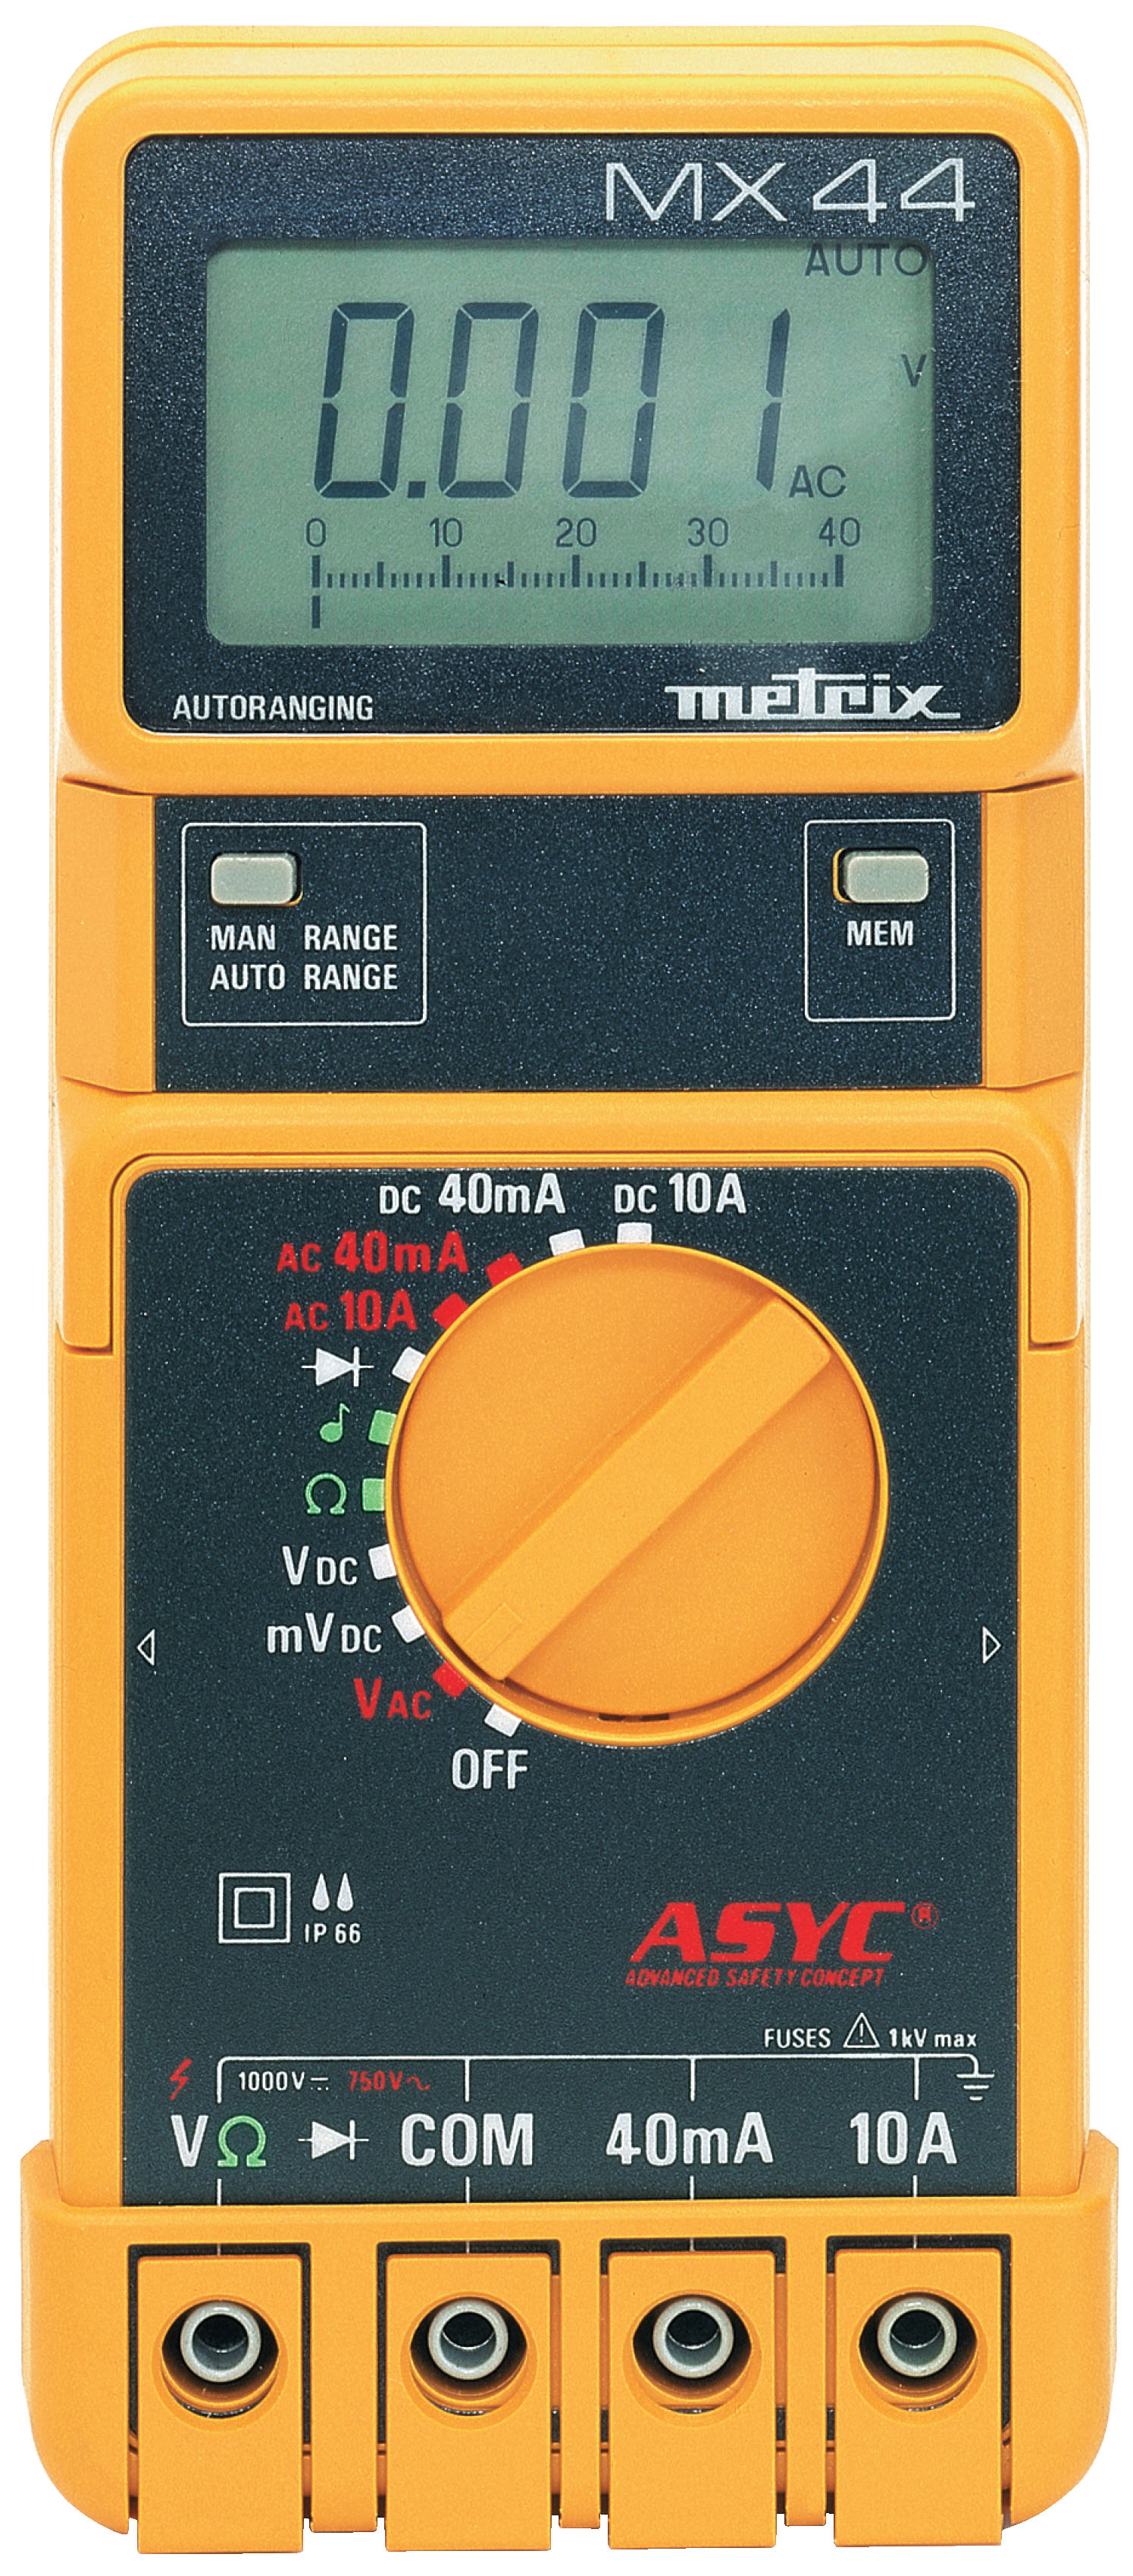 MX 44
AUTO
0.001
V
AC
0 10 20 30 40
AUTORANGING
metrix
MAN RANGE
AUTO RANGE
MEM
DC 40mA
DC 10A
AC 40mA
AC 10A
♪
Ω
VDC
mVDC
VAC
OFF
IP 66
ASYC®
ADVANCED SAFETY CONCEPT
FUSES ⚠ 1kV max
1000V⎓ 750V~
VΩ COM 40mA 10A